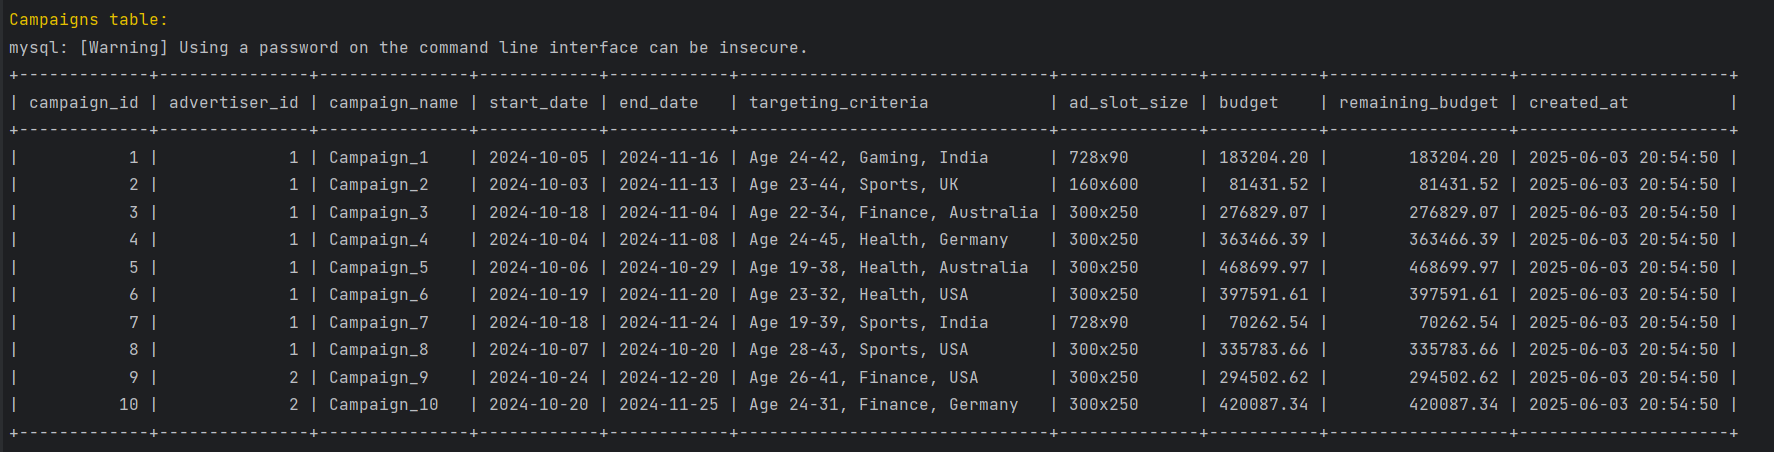 Campaigns table:
mysql: [Warning] Using a password on the command line interface can be insecure.
+-------------+---------------+---------------+------------+------------+-------------------------------+--------------+-----------+------------------+---------------------+
| campaign_id | advertiser_id | campaign_name | start_date | end_date   | targeting_criteria            | ad_slot_size | budget    | remaining_budget | created_at          |
+-------------+---------------+---------------+------------+------------+-------------------------------+--------------+-----------+------------------+---------------------+
|           1 |             1 | Campaign_1    | 2024-10-05 | 2024-11-16 | Age 24-42, Gaming, India      | 728x90       | 183204.20 |        183204.20 | 2025-06-03 20:54:50 |
|           2 |             1 | Campaign_2    | 2024-10-03 | 2024-11-13 | Age 23-44, Sports, UK         | 160x600      |  81431.52 |         81431.52 | 2025-06-03 20:54:50 |
|           3 |             1 | Campaign_3    | 2024-10-18 | 2024-11-04 | Age 22-34, Finance, Australia | 300x250      | 276829.07 |        276829.07 | 2025-06-03 20:54:50 |
|           4 |             1 | Campaign_4    | 2024-10-04 | 2024-11-08 | Age 24-45, Health, Germany    | 300x250      | 363466.39 |        363466.39 | 2025-06-03 20:54:50 |
|           5 |             1 | Campaign_5    | 2024-10-06 | 2024-10-29 | Age 19-38, Health, Australia  | 300x250      | 468699.97 |        468699.97 | 2025-06-03 20:54:50 |
|           6 |             1 | Campaign_6    | 2024-10-19 | 2024-11-20 | Age 23-32, Health, USA        | 300x250      | 397591.61 |        397591.61 | 2025-06-03 20:54:50 |
|           7 |             1 | Campaign_7    | 2024-10-18 | 2024-11-24 | Age 19-39, Sports, India      | 728x90       |  70262.54 |         70262.54 | 2025-06-03 20:54:50 |
|           8 |             1 | Campaign_8    | 2024-10-07 | 2024-10-20 | Age 28-43, Sports, USA        | 300x250      | 335783.66 |        335783.66 | 2025-06-03 20:54:50 |
|           9 |             2 | Campaign_9    | 2024-10-24 | 2024-12-20 | Age 26-41, Finance, USA       | 300x250      | 294502.62 |        294502.62 | 2025-06-03 20:54:50 |
|          10 |             2 | Campaign_10   | 2024-10-20 | 2024-11-25 | Age 24-31, Finance, Germany   | 300x250      | 420087.34 |        420087.34 | 2025-06-03 20:54:50 |
+-------------+---------------+---------------+------------+------------+-------------------------------+--------------+-----------+------------------+---------------------+